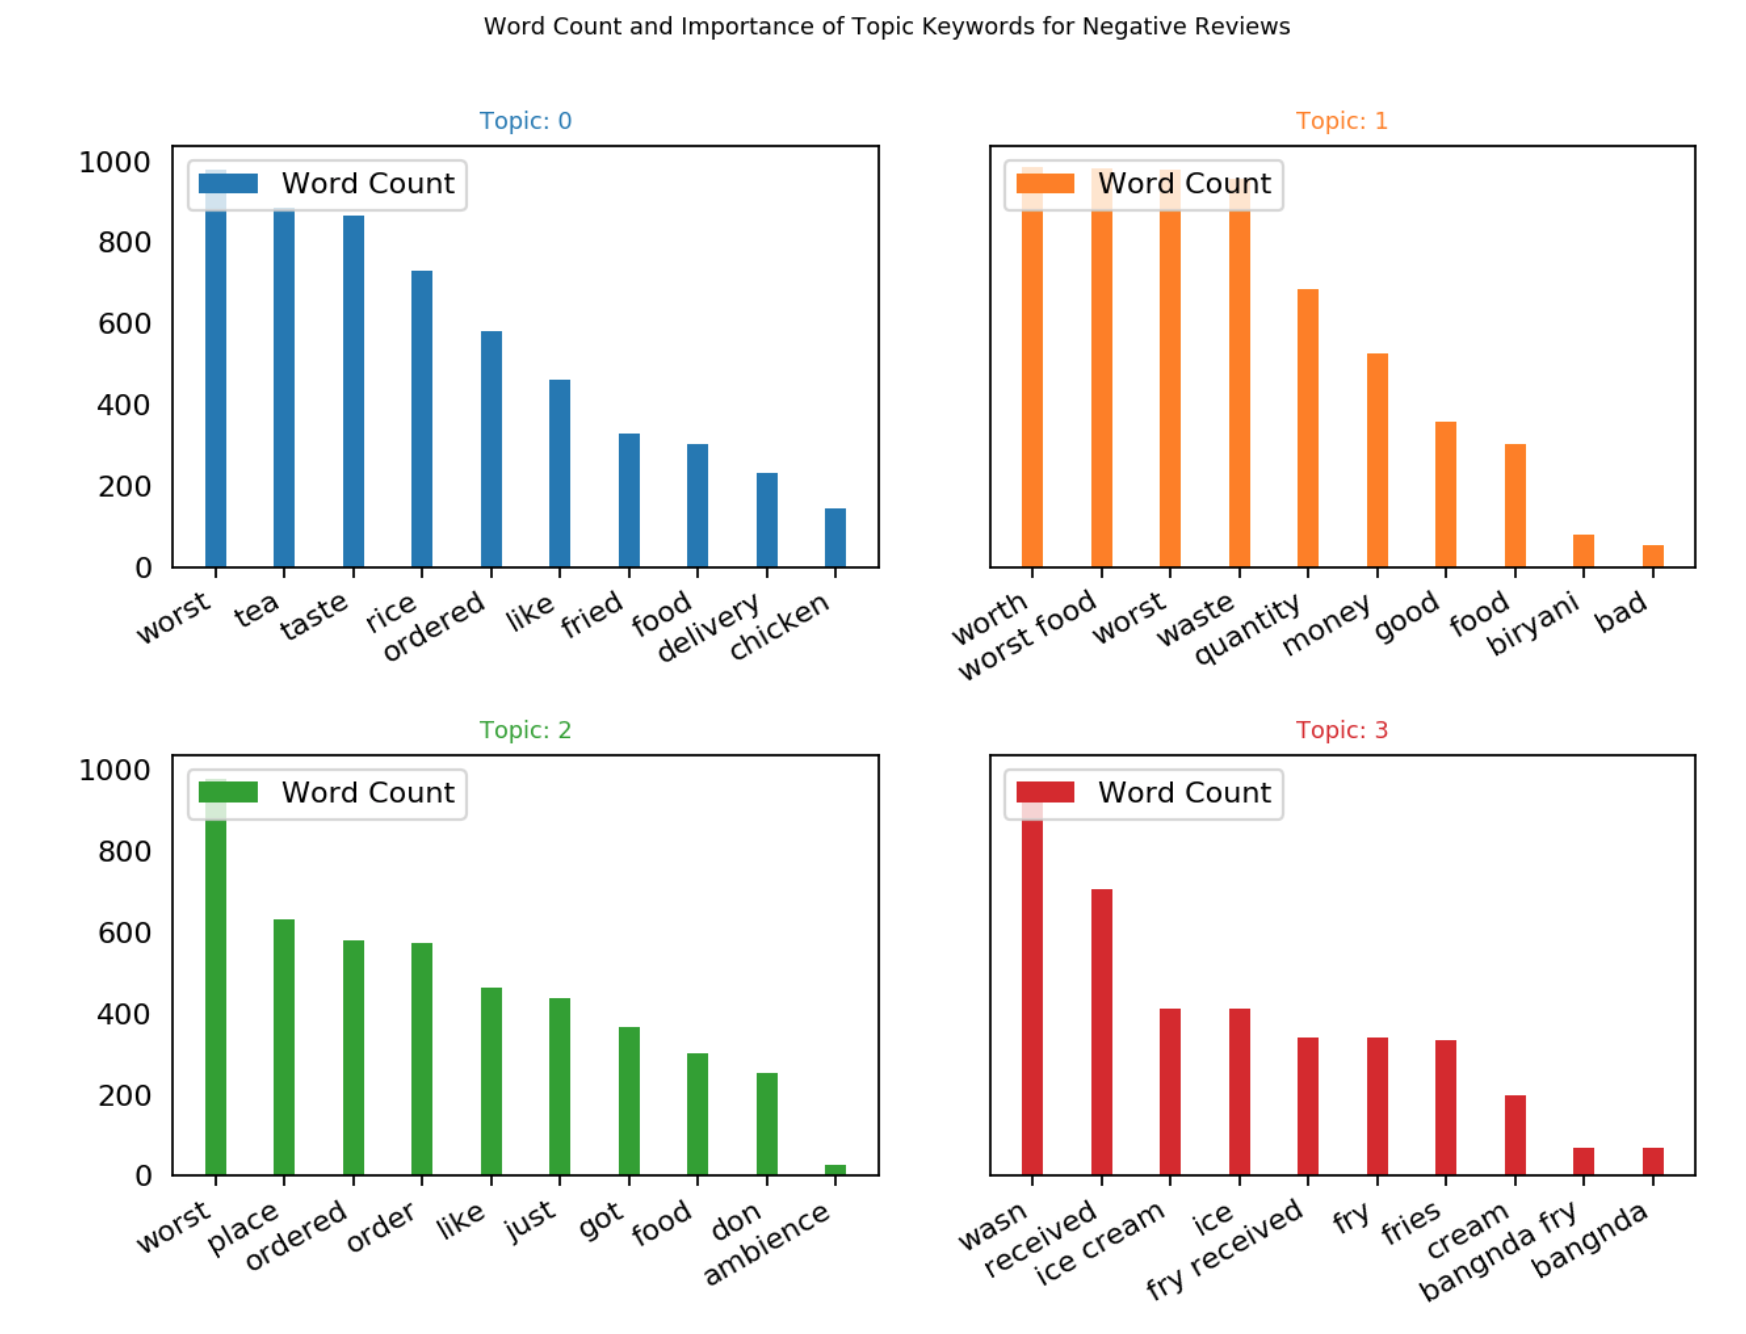 Word Count and Importance of Topic Keywords for Negative Reviews
Topic: 0
Word Count
1000
800
600
400
200
0
worst
tea
taste
rice
ordered
like
fried
food
delivery
chicken
Topic: 1
Word Count
worth
worst food
worst
waste
quantity
money
good
food
biryani
bad
Topic: 2
Word Count
1000
800
600
400
200
0
worst
place
ordered
order
like
just
got
food
don
ambience
Topic: 3
Word Count
wasn
received
ice cream
ice
fry received
fry
fries
cream
bangnda fry
bangnda